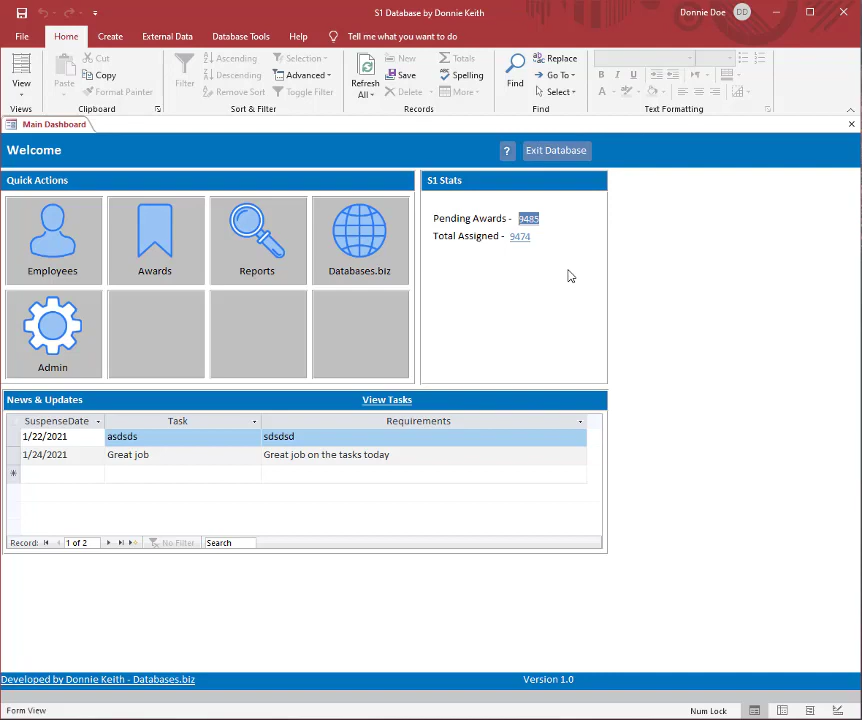 S1 Database by Donnie Keith
Donnie Doe DD
File Home Create External Data Database Tools Help Tell me what you want to do
View
Views
Paste
Cut
Copy
Format Painter
Clipboard
Filter
Ascending
Descending
Remove Sort
Selection
Advanced
Toggle Filter
Sort & Filter
Refresh
All
New
Save
Delete
Totals
Spelling
More
Records
Find
Replace
Go To
Select
Find
B I U
A
Text Formatting
Main Dashboard
Welcome
? Exit Database
Quick Actions
Employees
Awards
Reports
Databases.biz
Admin
S1 Stats
Pending Awards - 9485
Total Assigned - 9474
News & Updates View Tasks
SuspenseDate Task Requirements
1/22/2021 asdsds sdsdsd
1/24/2021 Great job Great job on the tasks today
Record: 1 of 2 No Filter Search
Developed by Donnie Keith - Databases.biz Version 1.0
Form View Num Lock